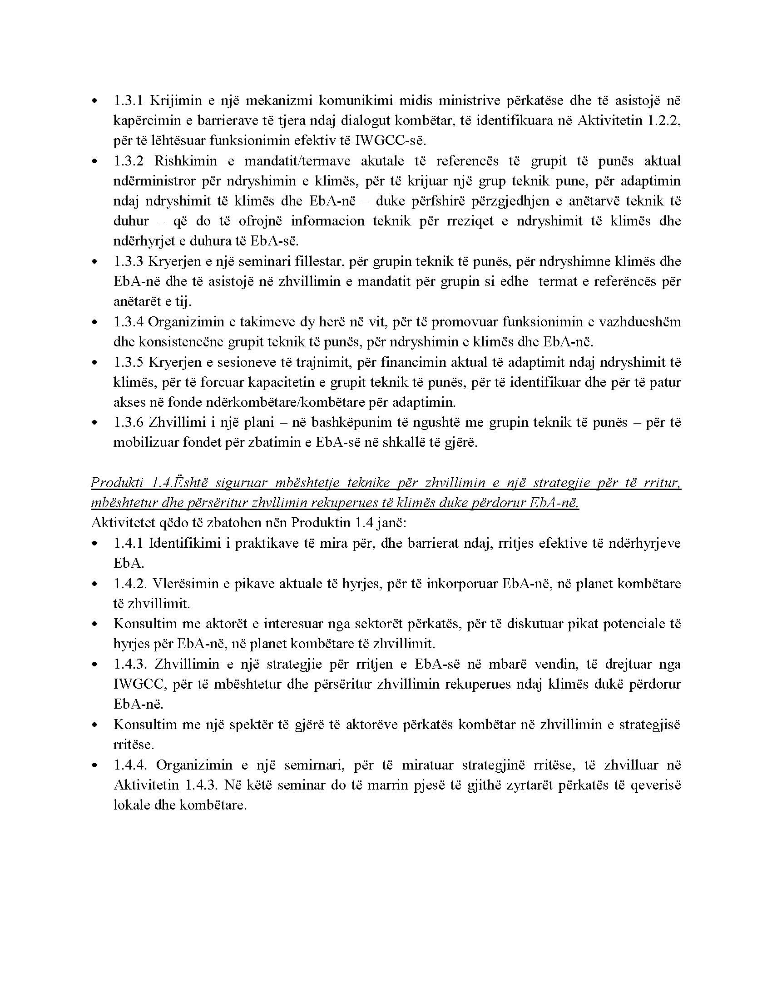 • 1.3.1 Krijimin e një mekanizmi komunikimi midis ministrive përkatëse dhe të asistojë në
kapërcimin e barrierave të tjera ndaj dialogut kombëtar, të identifikuara në Aktivitetin 1.2.2,
për të lëhtësuar funksionimin efektiv të IWGCC-së.
• 1.3.2 Rishkimin e mandatit/termave akutale të referencës të grupit të punës aktual
ndërministror për ndryshimin e klimës, për të krijuar një grup teknik pune, për adaptimin
ndaj ndryshimit të klimës dhe EbA-në – duke përfshirë përzgjedhjen e anëtarvë teknik të
duhur – që do të ofrojnë informacion teknik për rreziqet e ndryshimit të klimës dhe
ndërhyrjet e duhura të EbA-së.
• 1.3.3 Kryerjen e një seminari fillestar, për grupin teknik të punës, për ndryshimne klimës dhe
EbA-në dhe të asistojë në zhvillimin e mandatit për grupin si edhe  termat e referëncës për
anëtarët e tij.
• 1.3.4 Organizimin e takimeve dy herë në vit, për të promovuar funksionimin e vazhdueshëm
dhe konsistencëne grupit teknik të punës, për ndryshimin e klimës dhe EbA-në.
• 1.3.5 Kryerjen e sesioneve të trajnimit, për financimin aktual të adaptimit ndaj ndryshimit të
klimës, për të forcuar kapacitetin e grupit teknik të punës, për të identifikuar dhe për të patur
akses në fonde ndërkombëtare/kombëtare për adaptimin.
• 1.3.6 Zhvillimi i një plani – në bashkëpunim të ngushtë me grupin teknik të punës – për të
mobilizuar fondet për zbatimin e EbA-së në shkallë të gjërë.
Produkti 1.4.Është siguruar mbështetje teknike për zhvillimin e një strategjie për të rritur,
mbështetur dhe përsëritur zhvllimin rekuperues të klimës duke përdorur EbA-në.
Aktivitetet qëdo të zbatohen nën Produktin 1.4 janë:
• 1.4.1 Identifikimi i praktikave të mira për, dhe barrierat ndaj, rritjes efektive të ndërhyrjeve
EbA.
• 1.4.2. Vlerësimin e pikave aktuale të hyrjes, për të inkorporuar EbA-në, në planet kombëtare
të zhvillimit.
• Konsultim me aktorët e interesuar nga sektorët përkatës, për të diskutuar pikat potenciale të
hyrjes për EbA-në, në planet kombëtare të zhvillimit.
• 1.4.3. Zhvillimin e një strategjie për rritjen e EbA-së në mbarë vendin, të drejtuar nga
IWGCC, për të mbështetur dhe përsëritur zhvillimin rekuperues ndaj klimës dukë përdorur
EbA-në.
• Konsultim me një spektër të gjërë të aktorëve përkatës kombëtar në zhvillimin e strategjisë
rritëse.
• 1.4.4. Organizimin e një semirnari, për të miratuar strategjinë rritëse, të zhvilluar në
Aktivitetin 1.4.3. Në këtë seminar do të marrin pjesë të gjithë zyrtarët përkatës të qeverisë
lokale dhe kombëtare.